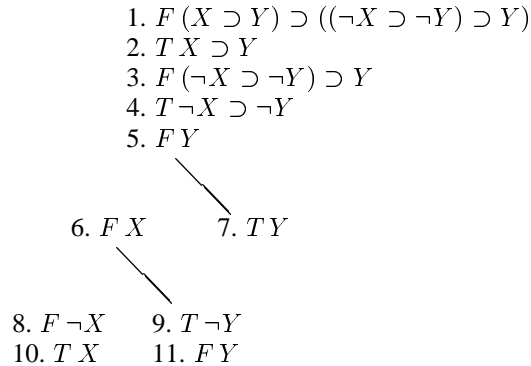 1. F (X ⊃ Y) ⊃ ((¬X ⊃ ¬Y) ⊃ Y)
2. T X ⊃ Y
3. F (¬X ⊃ ¬Y) ⊃ Y
4. T ¬X ⊃ ¬Y
5. F Y
6. F X 7. T Y
8. F ¬X 9. T ¬Y
10. T X 11. F Y